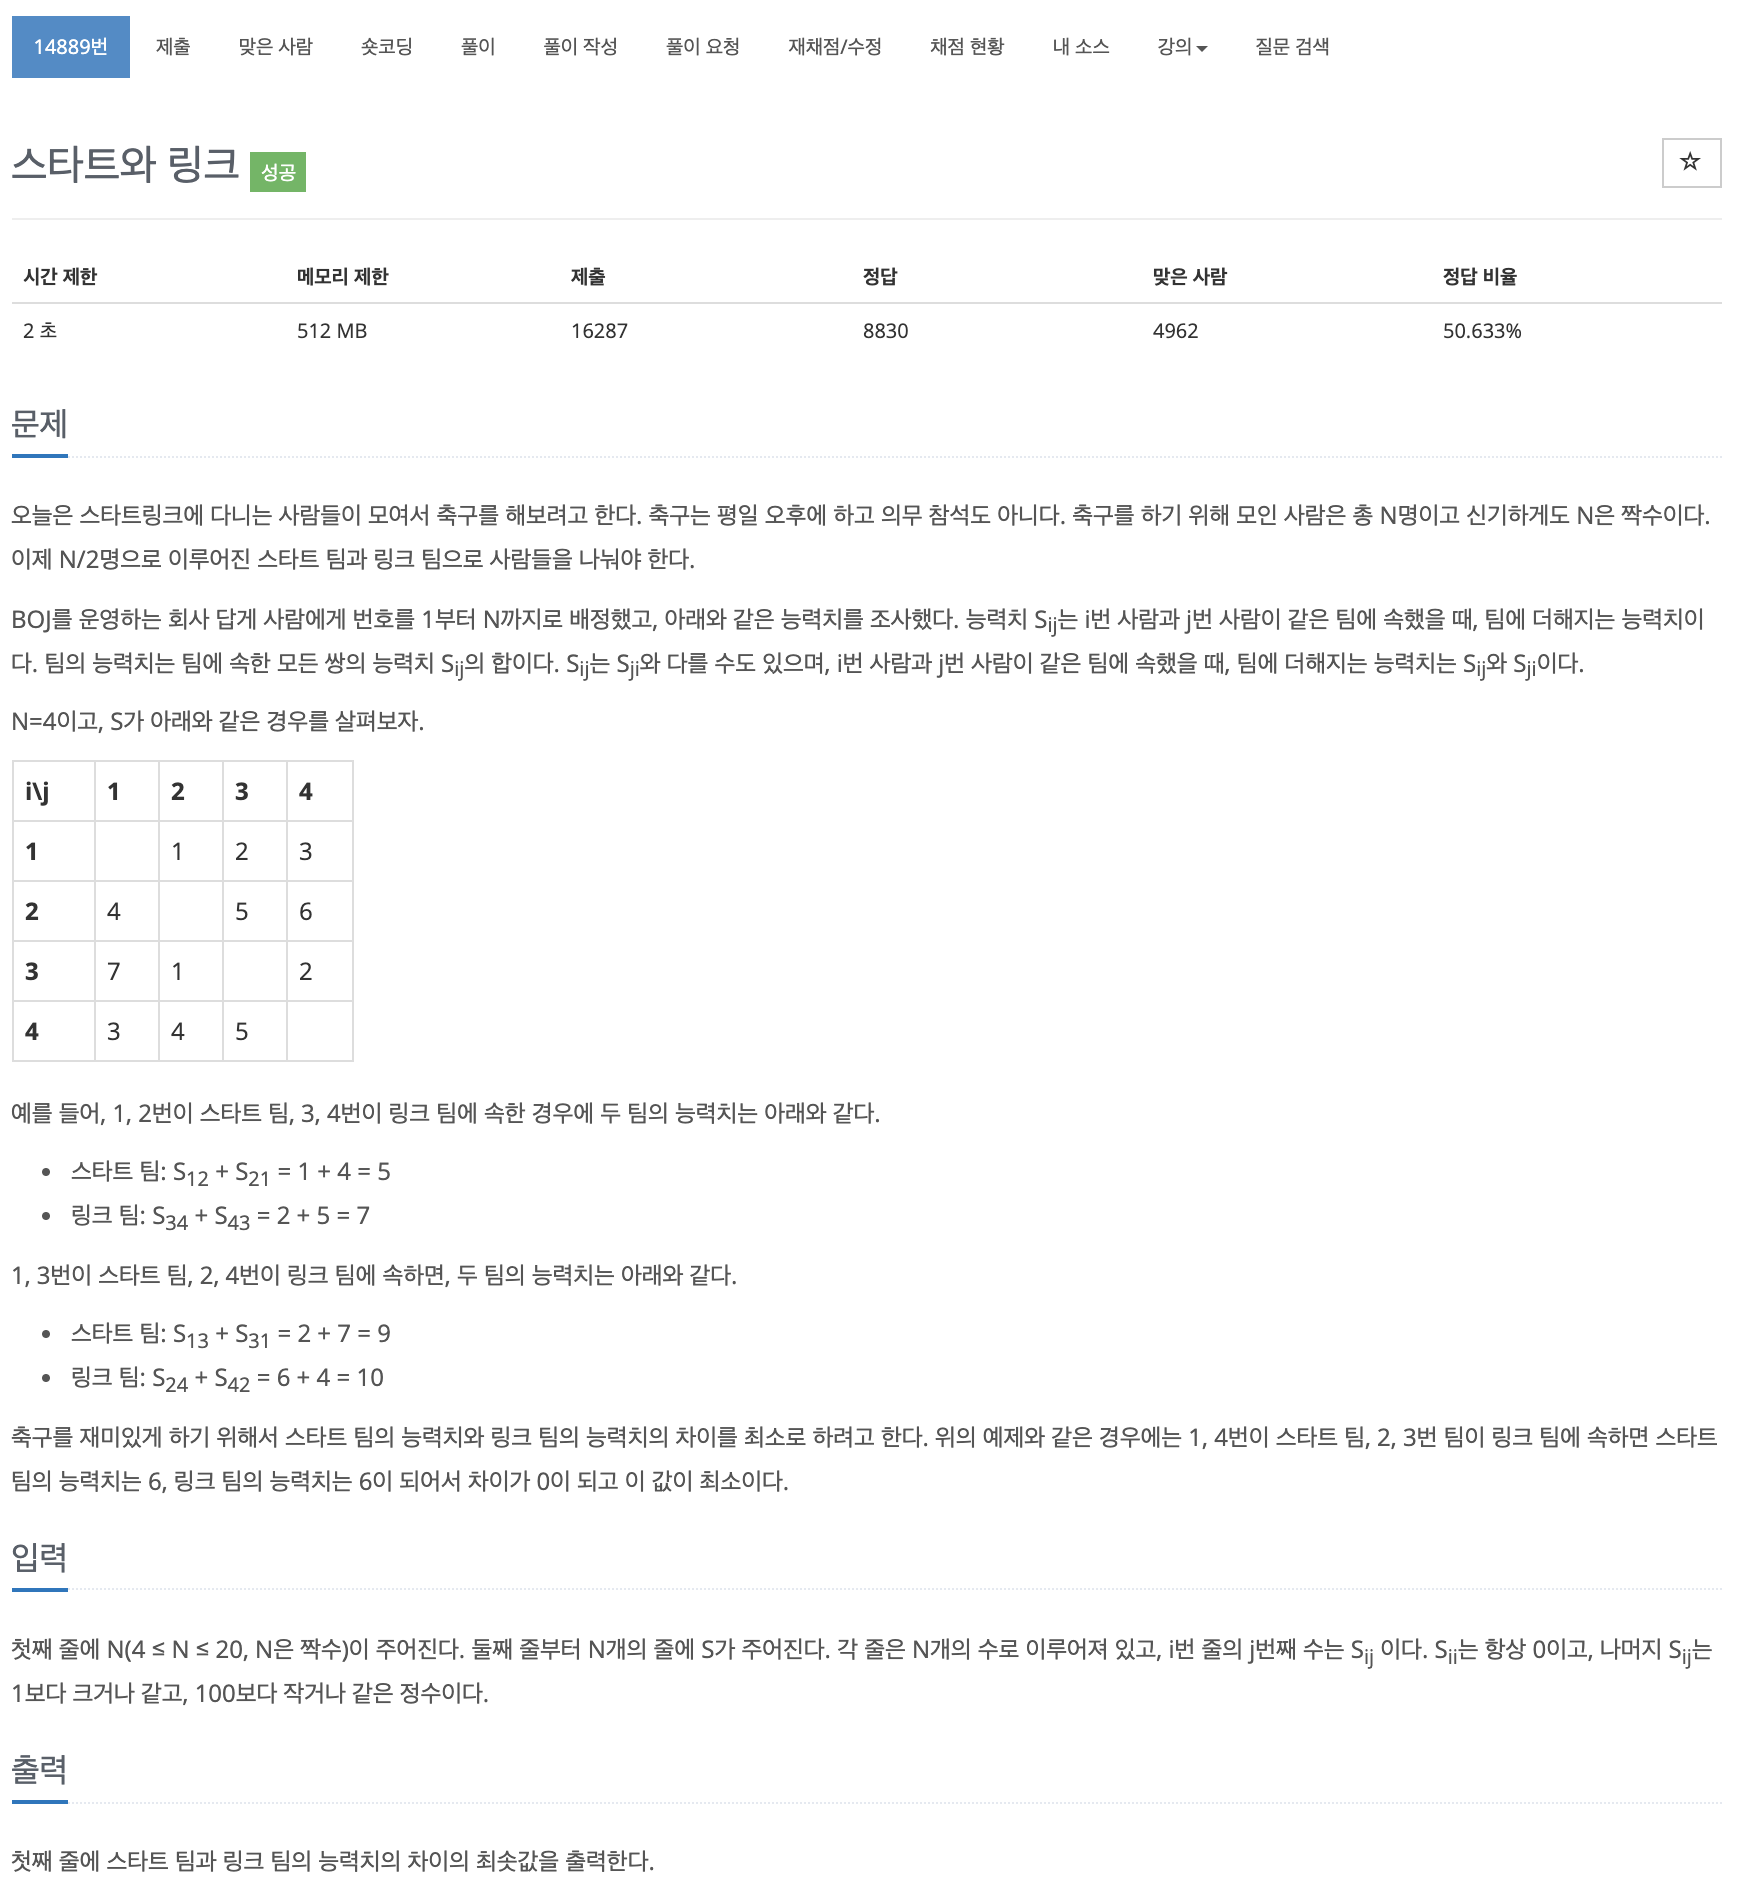 14889번 제출 맞은 사람 숏코딩 풀이 풀이 작성 풀이 요청 재채점/수정 채점 현황 내 소스 강의 질문 검색
스타트와 링크 성공
시간 제한 메모리 제한 제출 정답 맞은 사람 정답 비율
2 초 512 MB 16287 8830 4962 50.633%
문제
오늘은 스타트링크에 다니는 사람들이 모여서 축구를 해보려고 한다. 축구는 평일 오후에 하고 의무 참석도 아니다. 축구를 하기 위해 모인 사람은 총 N명이고 신기하게도 N은 짝수이다.
이제 N/2명으로 이루어진 스타트 팀과 링크 팀으로 사람들을 나눠야 한다.
BOJ를 운영하는 회사 답게 사람에게 번호를 1부터 N까지로 배정했고, 아래와 같은 능력치를 조사했다. 능력치 Sij는 i번 사람과 j번 사람이 같은 팀에 속했을 때, 팀에 더해지는 능력치이
다. 팀의 능력치는 팀에 속한 모든 쌍의 능력치 Sij의 합이다. Sij는 Sji와 다를 수도 있으며, i번 사람과 j번 사람이 같은 팀에 속했을 때, 팀에 더해지는 능력치는 Sij와 Sji이다.
N=4이고, S가 아래와 같은 경우를 살펴보자.
i\j 1 2 3 4
1 1 2 3
2 4 5 6
3 7 1 2
4 3 4 5
예를 들어, 1, 2번이 스타트 팀, 3, 4번이 링크 팀에 속한 경우에 두 팀의 능력치는 아래와 같다.
• 스타트 팀: S12 + S21 = 1 + 4 = 5
• 링크 팀: S34 + S43 = 2 + 5 = 7
1, 3번이 스타트 팀, 2, 4번이 링크 팀에 속하면, 두 팀의 능력치는 아래와 같다.
• 스타트 팀: S13 + S31 = 2 + 7 = 9
• 링크 팀: S24 + S42 = 6 + 4 = 10
축구를 재미있게 하기 위해서 스타트 팀의 능력치와 링크 팀의 능력치의 차이를 최소로 하려고 한다. 위의 예제와 같은 경우에는 1, 4번이 스타트 팀, 2, 3번 팀이 링크 팀에 속하면 스타트
팀의 능력치는 6, 링크 팀의 능력치는 6이 되어서 차이가 0이 되고 이 값이 최소이다.
입력
첫째 줄에 N(4 ≤ N ≤ 20, N은 짝수)이 주어진다. 둘째 줄부터 N개의 줄에 S가 주어진다. 각 줄은 N개의 수로 이루어져 있고, i번 줄의 j번째 수는 Sij 이다. Sii는 항상 0이고, 나머지 Sij는
1보다 크거나 같고, 100보다 작거나 같은 정수이다.
출력
첫째 줄에 스타트 팀과 링크 팀의 능력치의 차이의 최솟값을 출력한다.